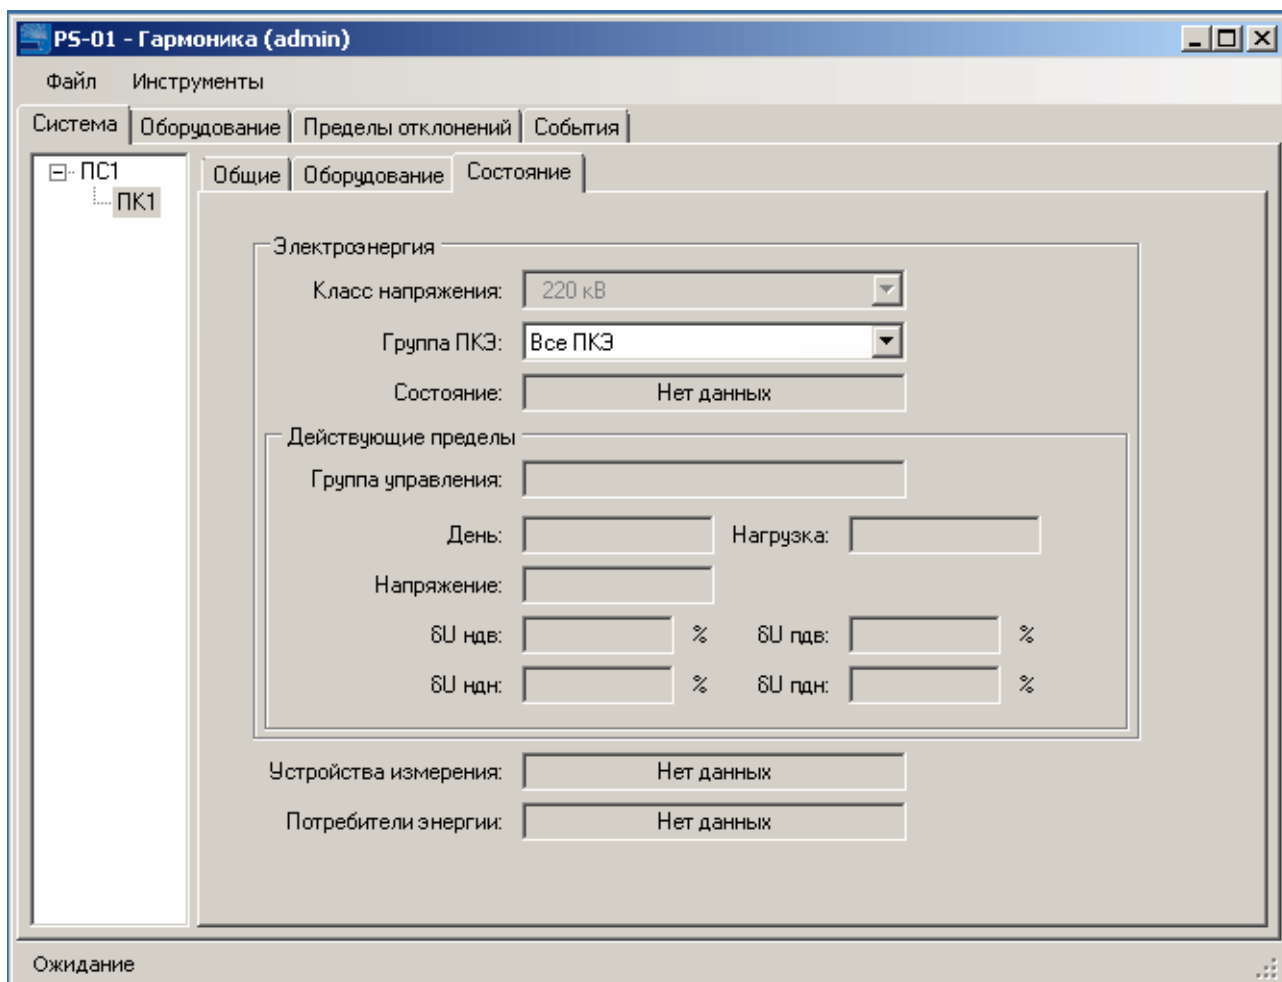 PS-01 - Гармоника (admin)
Файл Инструменты
Система Оборудование Пределы отклонений События
ПС1
ПК1
Общие Оборудование Состояние
Электроэнергия
Класс напряжения: 220 кВ
Группа ПКЭ: Все ПКЭ
Состояние: Нет данных
Действующие пределы
Группа управления:
День: Нагрузка:
Напряжение:
δU ндв: % δU пдв: %
δU ндн: % δU пдн: %
Устройства измерения: Нет данных
Потребители энергии: Нет данных
Ожидание